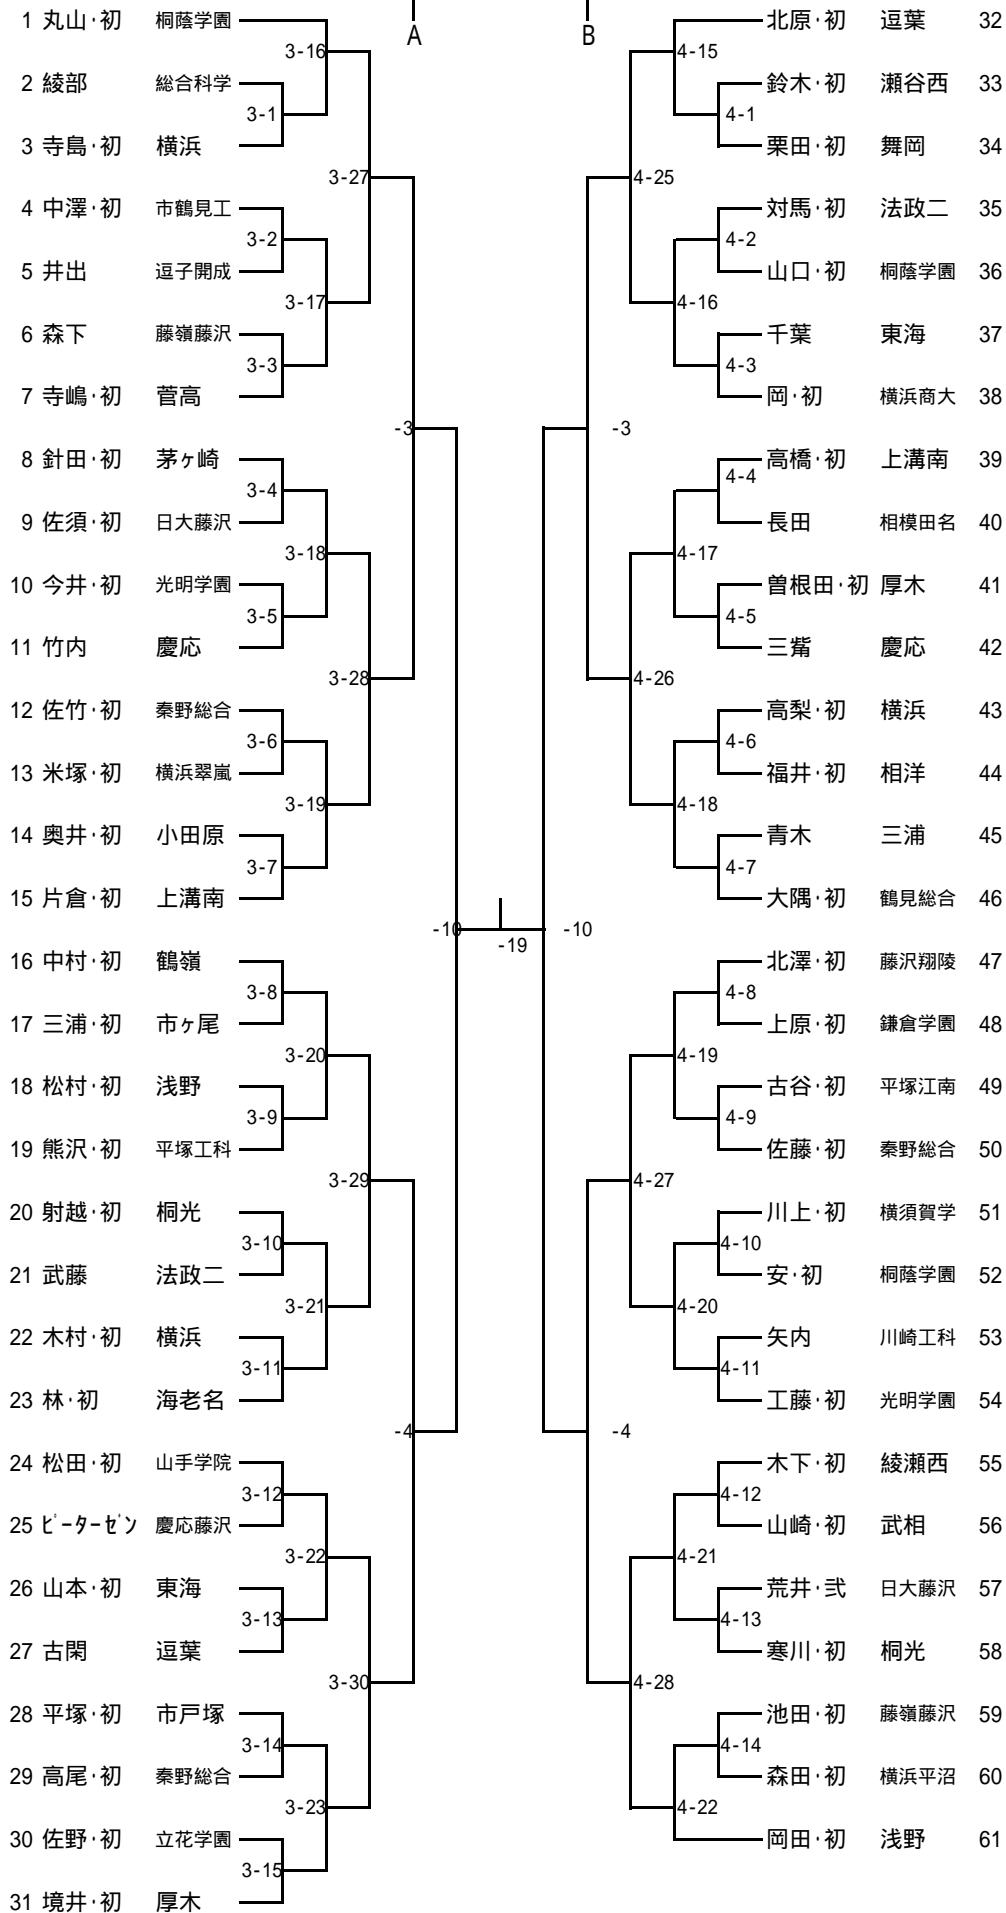 A
B
1 丸山·初 桐蔭学園
3-16
2 綾部 総合科学
3-1
3 寺島·初 横浜
3-27
4 中澤·初 市鶴見工
3-2
5 井出 逗子開成
3-17
6 森下 藤嶺藤沢
3-3
7 寺嶋·初 菅高
-3
8 針田·初 茅ヶ崎
3-4
9 佐須·初 日大藤沢
3-18
10 今井·初 光明学園
3-5
11 竹内 慶応
3-28
12 佐竹·初 秦野総合
3-6
13 米塚·初 横浜翠嵐
3-19
14 奥井·初 小田原
3-7
15 片倉·初 上溝南
-10
-19
16 中村·初 鶴嶺
3-8
17 三浦·初 市ヶ尾
3-20
18 松村·初 浅野
3-9
19 熊沢·初 平塚工科
3-29
20 射越·初 桐光
3-10
21 武藤 法政二
3-21
22 木村·初 横浜
3-11
23 林·初 海老名
-4
24 松田·初 山手学院
3-12
25 ピーターゼン 慶応藤沢
3-22
26 山本·初 東海
3-13
27 古閑 逗葉
3-30
28 平塚·初 市戸塚
3-14
29 高尾·初 秦野総合
3-23
30 佐野·初 立花学園
3-15
31 境井·初 厚木
北原·初 逗葉 32
4-15
鈴木·初 瀬谷西 33
4-1
栗田·初 舞岡 34
4-25
対馬·初 法政二 35
4-2
山口·初 桐蔭学園 36
4-16
千葉 東海 37
4-3
岡·初 横浜商大 38
-3
高橋·初 上溝南 39
4-4
長田 相模田名 40
4-17
曽根田·初 厚木 41
4-5
三觜 慶応 42
4-26
高梨·初 横浜 43
4-6
福井·初 相洋 44
4-18
青木 三浦 45
4-7
大隅·初 鶴見総合 46
-10
北澤·初 藤沢翔陵 47
4-8
上原·初 鎌倉学園 48
4-19
古谷·初 平塚江南 49
4-9
佐藤·初 秦野総合 50
4-27
川上·初 横須賀学 51
4-10
安·初 桐蔭学園 52
4-20
矢内 川崎工科 53
4-11
工藤·初 光明学園 54
-4
木下·初 綾瀬西 55
4-12
山崎·初 武相 56
4-21
荒井·弐 日大藤沢 57
4-13
寒川·初 桐光 58
4-28
池田·初 藤嶺藤沢 59
4-14
森田·初 横浜平沼 60
4-22
岡田·初 浅野 61